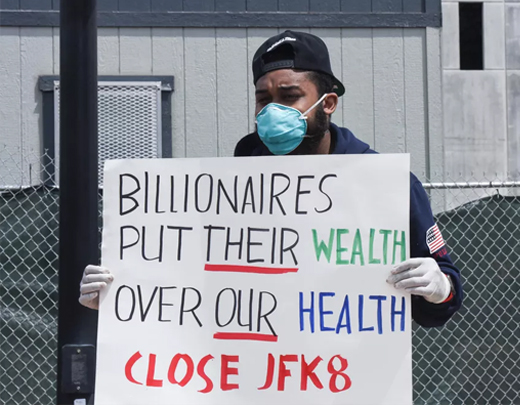 BILLIONAIRES
PUT THEIR WEALTH
OVER OUR HEALTH
CLOSE JFK8